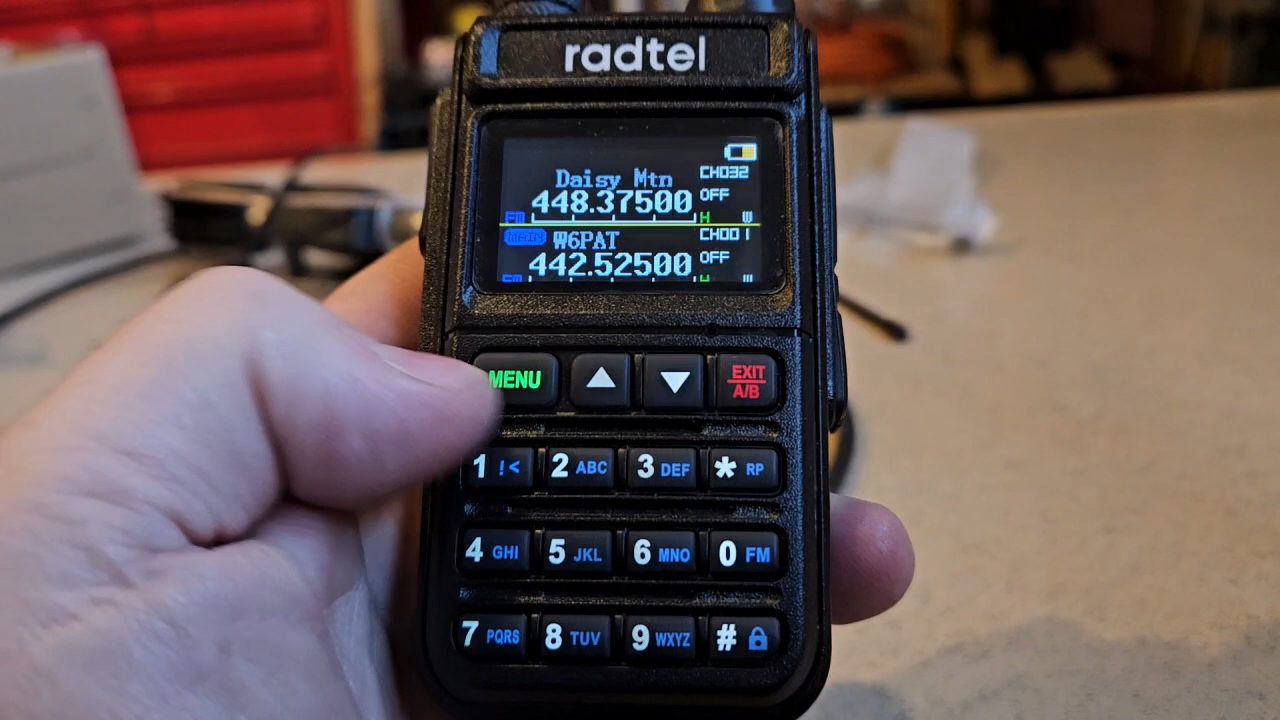 radtel
Daisy Mtn CH032
448.37500 OFF
FM H W
MAIN W6PAT CH001
442.52500 OFF
FM H W
MENU EXIT
A/B
1 !< 2 ABC 3 DEF * RP
4 GHI 5 JKL 6 MNO 0 FM
7 PQRS 8 TUV 9 WXYZ #